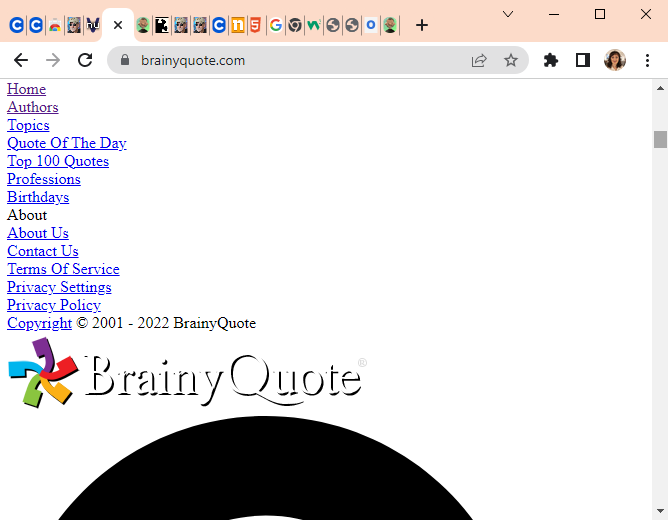 brainyquote.com
Home
Authors
Topics
Quote Of The Day
Top 100 Quotes
Professions
Birthdays
About
About Us
Contact Us
Terms Of Service
Privacy Settings
Privacy Policy
Copyright © 2001 - 2022 BrainyQuote
BrainyQuote®